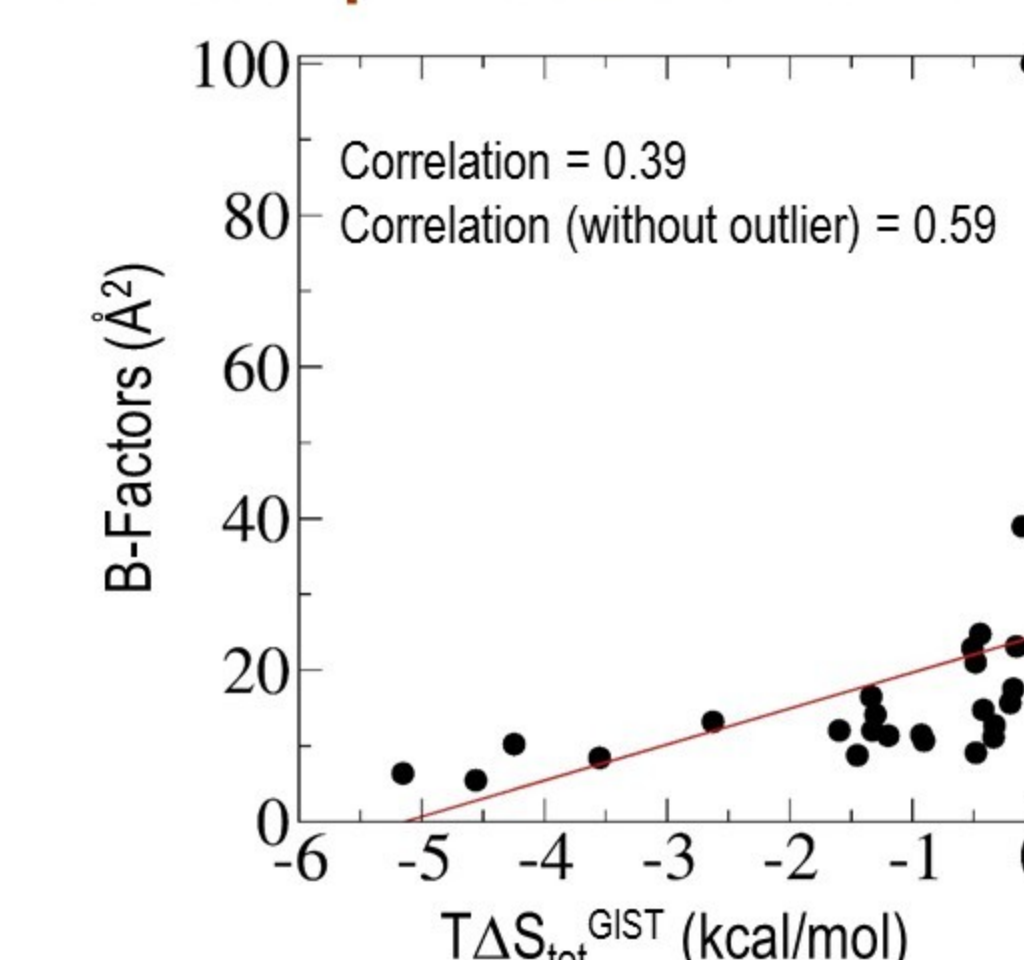 100
Correlation = 0.39
80
Correlation (without outlier) = 0.59
B-Factors (Å²)
60
40
20
0
-6 -5 -4 -3 -2 -1
TΔS_tot^GIST (kcal/mol)